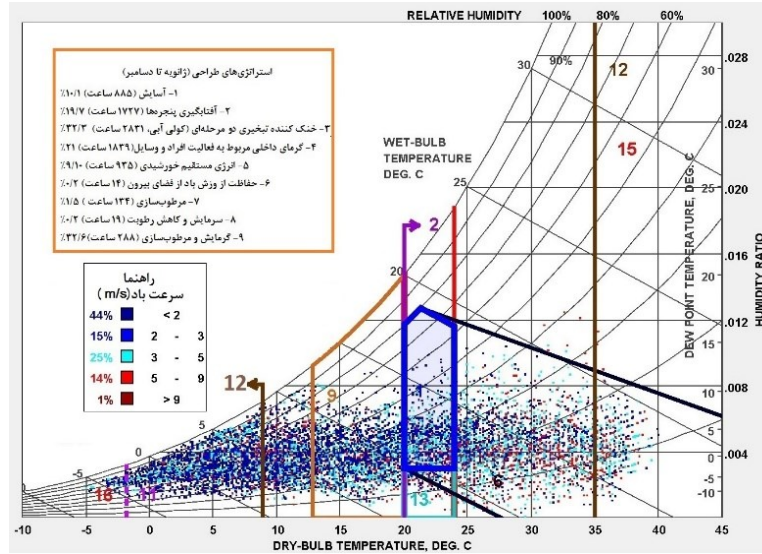 RELATIVE HUMIDITY 100% 80% 60%
90%
استراتژی‌های طراحی (ژانویه تا دسامبر)
۱- آسایش (۸۸۵ ساعت) ۱۰/۱٪
۲- آفتابگیری پنجره‌ها (۱۷۲۷ ساعت) ۱۹/۷٪
۳- خنک کننده تبخیری دو مرحله‌ای (کولی آبی، ۲۸۳۱ ساعت) ۳۲/۳٪
۴- گرمای داخلی مربوط به فعالیت افراد و وسایل (۱۸۳۹ ساعت) ۲۱٪
۵- انرژی مستقیم خورشیدی (۹۳۵ ساعت) ۹/۱۰٪
۶- حفاظت از وزش باد از فضای بیرون (۱۴ ساعت) ۰/۲٪
۷- مرطوب‌سازی (۱۳۴ ساعت) ۱/۵٪
۸- سرمایش و کاهش رطوبت (۱۹ ساعت) ۰/۲٪
۹- گرمایش و مرطوب‌سازی (۲۸۸ ساعت) ۳۲/۶٪
WET-BULB
TEMPERATURE
DEG. C
راهنما
سرعت باد (m/s)
44% < 2
15% 2 - 3
25% 3 - 5
14% 5 - 9
1% > 9
-5
0
5
10
15
20
25
30
2
12
15
12
9
1
6
16
11
13
30
25
20
15
10
5
0
-5
-10
DEW POINT TEMPERATURE, DEG. C
.028
.024
.020
.016
.012
.008
.004
HUMIDITY RATIO
-10 -5 0 5 10 15 20 25 30 35 40 45
DRY-BULB TEMPERATURE, DEG. C